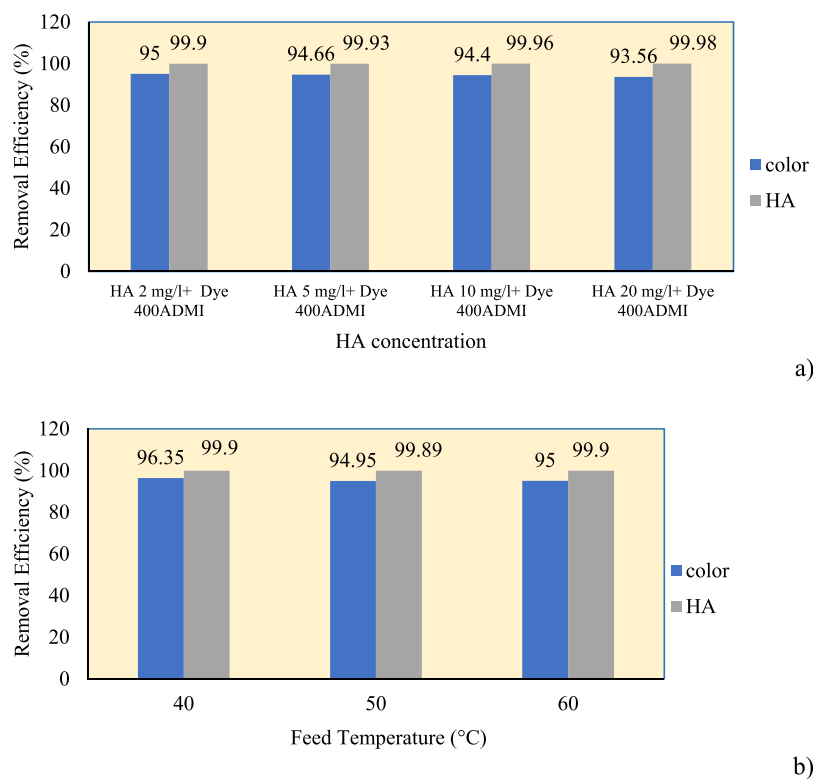 120
100
80
60
40
20
0
Removal Efficiency (%)
95 99.9 94.66 99.93 94.4 99.96 93.56 99.98
HA 2 mg/l+ Dye 400ADMI
HA 5 mg/l+ Dye 400ADMI
HA 10 mg/l+ Dye 400ADMI
HA 20 mg/l+ Dye 400ADMI
HA concentration
color
HA
a)
120
100
80
60
40
20
0
Removal Efficiency (%)
96.35 99.9 94.95 99.89 95 99.9
40 50 60
Feed Temperature (°C)
color
HA
b)